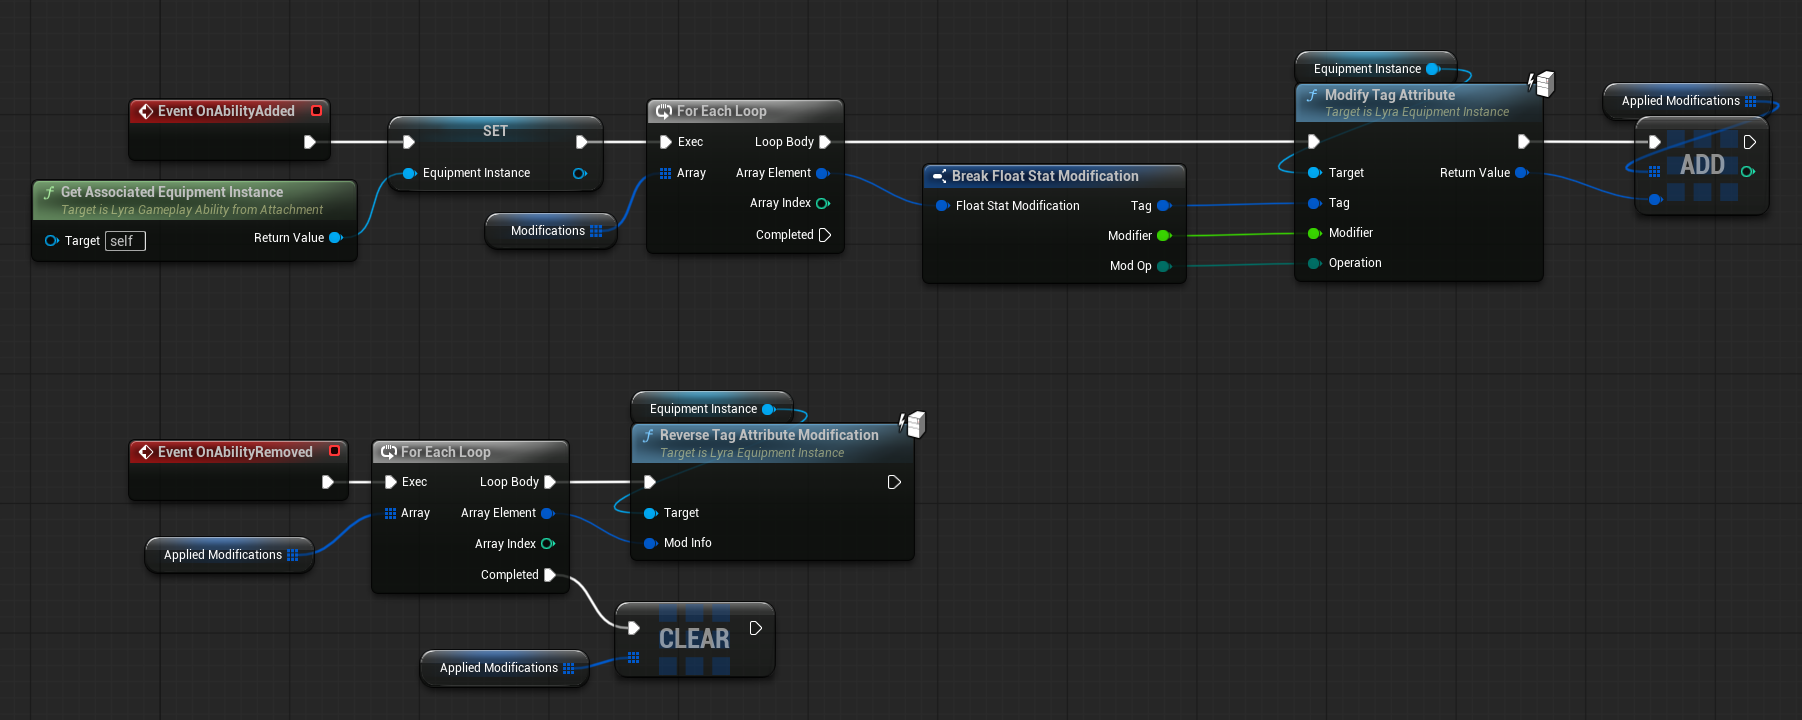 Event OnAbilityAdded
Get Associated Equipment Instance
Target is Lyra Gameplay Ability from Attachment
Target self
Return Value
SET
Equipment Instance
Modifications
For Each Loop
Exec
Loop Body
Array
Array Element
Array Index
Completed
Break Float Stat Modification
Float Stat Modification
Tag
Modifier
Mod Op
Equipment Instance
Modify Tag Attribute
Target is Lyra Equipment Instance
Target
Return Value
Tag
Modifier
Operation
Applied Modifications
ADD
Event OnAbilityRemoved
Applied Modifications
For Each Loop
Exec
Loop Body
Array
Array Element
Array Index
Completed
Equipment Instance
Reverse Tag Attribute Modification
Target is Lyra Equipment Instance
Target
Mod Info
CLEAR
Applied Modifications